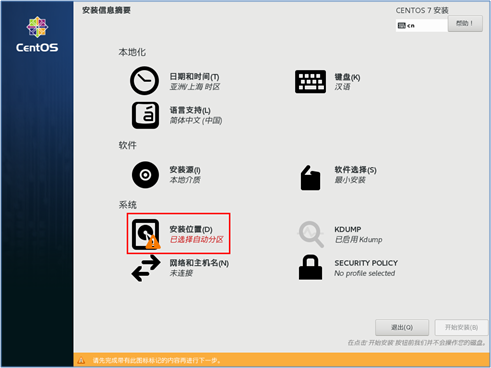 安装信息摘要
CENTOS 7 安装
cn
帮助！
CentOS
本地化
日期和时间(T)
亚洲/上海 时区
键盘(K)
汉语
语言支持(L)
简体中文 (中国)
软件
安装源(I)
本地介质
软件选择(S)
最小安装
系统
安装位置(D)
已选择自动分区
KDUMP
已启用 Kdump
网络和主机名(N)
未连接
SECURITY POLICY
No profile selected
退出(Q)
开始安装(B)
在点击 开始安装 按钮前我们并不会操作您的磁盘。
请先完成带有此图标标记的内容再进行下一步。